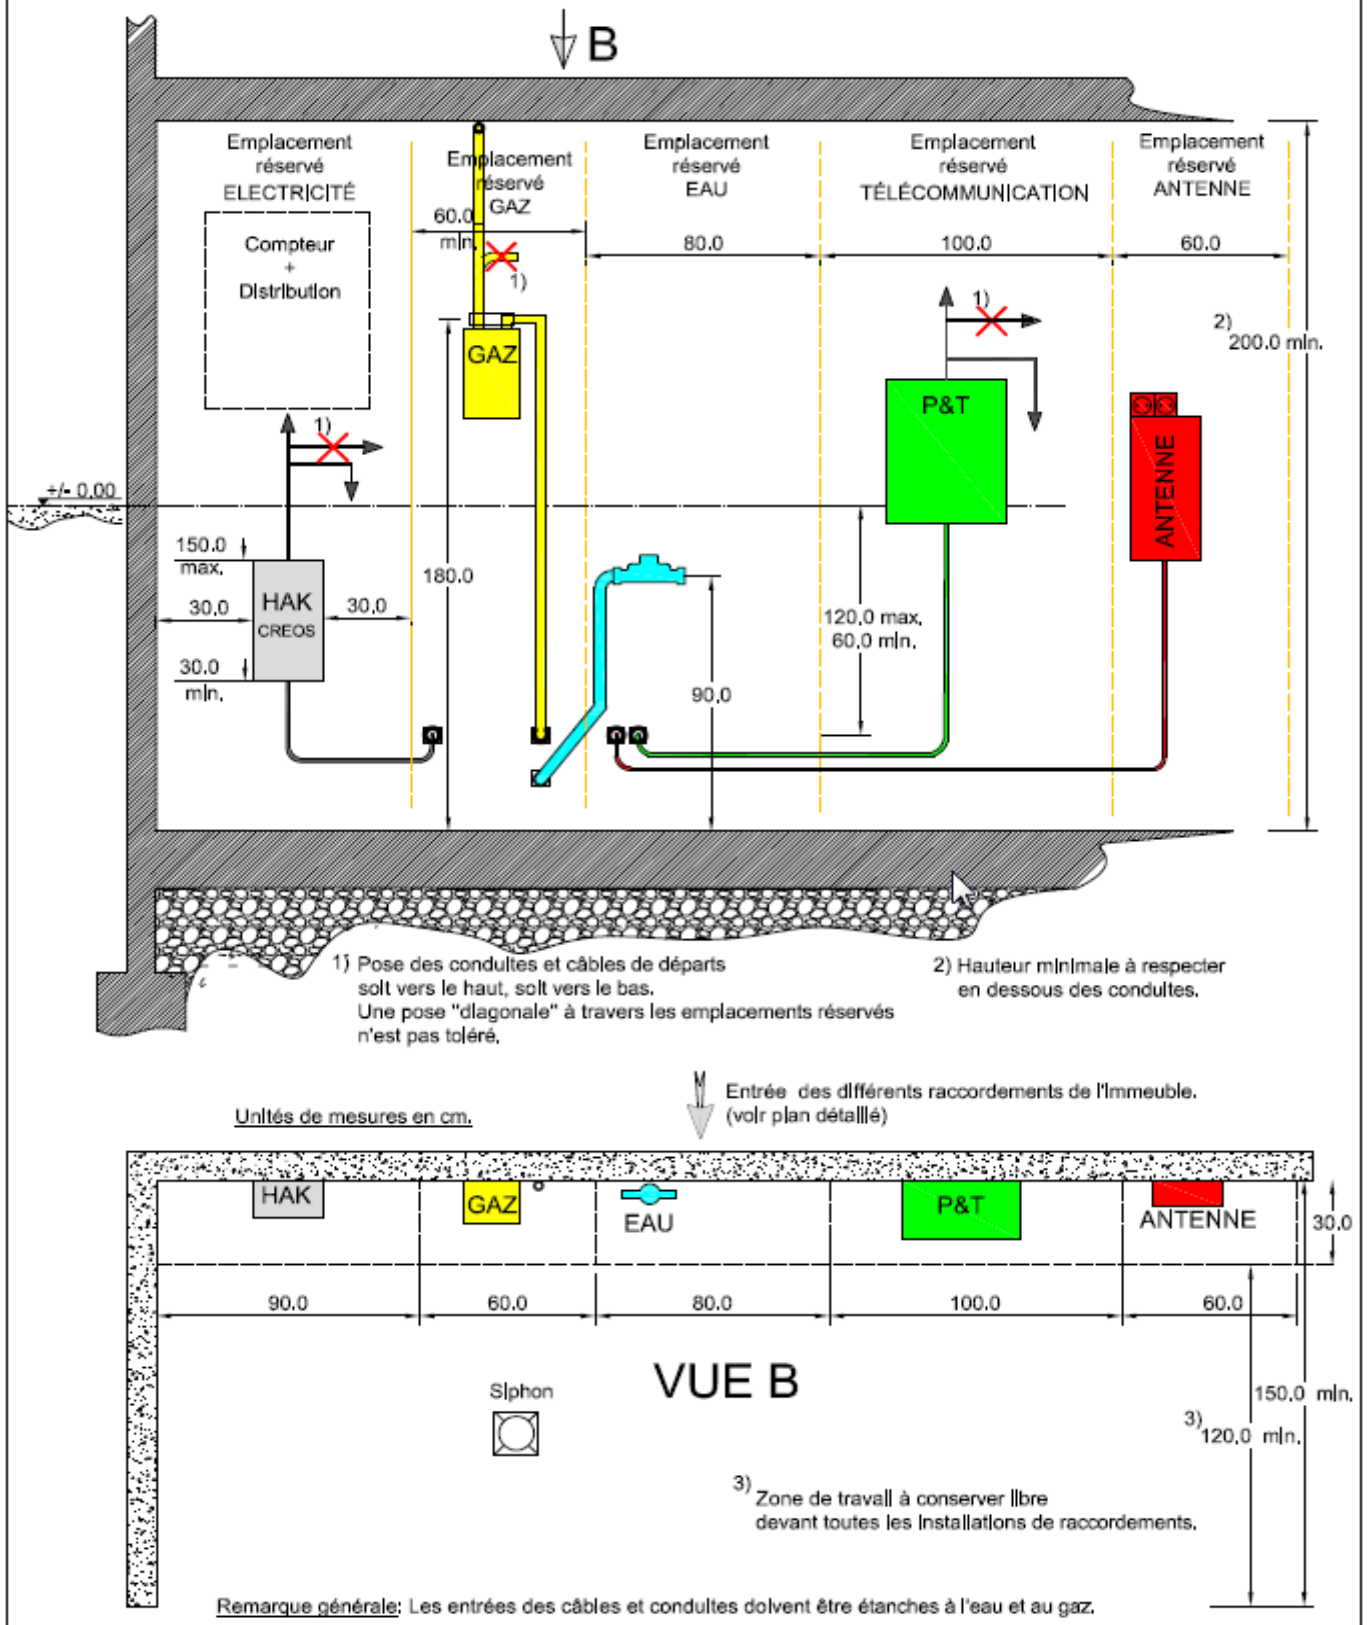 B
Emplacement
réservé
ELECTRICITÉ
Emplacement
réservé
GAZ
Emplacement
réservé
EAU
Emplacement
réservé
TÉLÉCOMMUNICATION
Emplacement
réservé
ANTENNE
Compteur
+
Distribution
60.0
min.
80.0
100.0
60.0
1)
1)
2)
200.0 min.
GAZ
P&T
ANTENNE
1)
+/- 0,00
150.0
max.
HAK
CREOS
30,0
30,0
30.0
min.
180.0
120,0 max.
60,0 min.
90,0
1) Pose des conduites et câbles de départs
soit vers le haut, soit vers le bas.
Une pose "diagonale" à travers les emplacements réservés
n'est pas toléré.
2) Hauteur minimale à respecter
en dessous des conduites.
Entrée des différents raccordements de l'immeuble.
(voir plan détaillé)
Unités de mesures en cm.
HAK
GAZ
EAU
P&T
ANTENNE
30.0
90.0
60.0
80.0
100.0
60.0
VUE B
Siphon
150.0 min.
3)
120,0 min.
3) Zone de travail à conserver libre
devant toutes les installations de raccordements.
Remarque générale: Les entrées des câbles et conduites doivent être étanches à l'eau et au gaz.